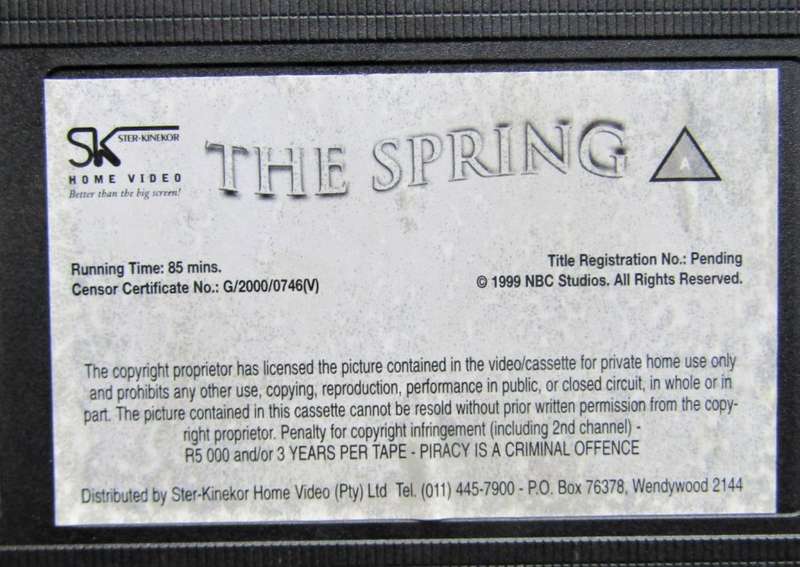 SK STER-KINEKOR
HOME VIDEO
Better than the big screen!
THE SPRING
A
Running Time: 85 mins.
Censor Certificate No.: G/2000/0746(V)
Title Registration No.: Pending
© 1999 NBC Studios. All Rights Reserved.
The copyright proprietor has licensed the picture contained in the video/cassette for private home use only
and prohibits any other use, copying, reproduction, performance in public, or closed circuit, in whole or in
part. The picture contained in this cassette cannot be resold without prior written permission from the copy-
right proprietor. Penalty for copyright infringement (including 2nd channel) -
R5 000 and/or 3 YEARS PER TAPE - PIRACY IS A CRIMINAL OFFENCE
Distributed by Ster-Kinekor Home Video (Pty) Ltd Tel. (011) 445-7900 - P.O. Box 76378, Wendywood 2144